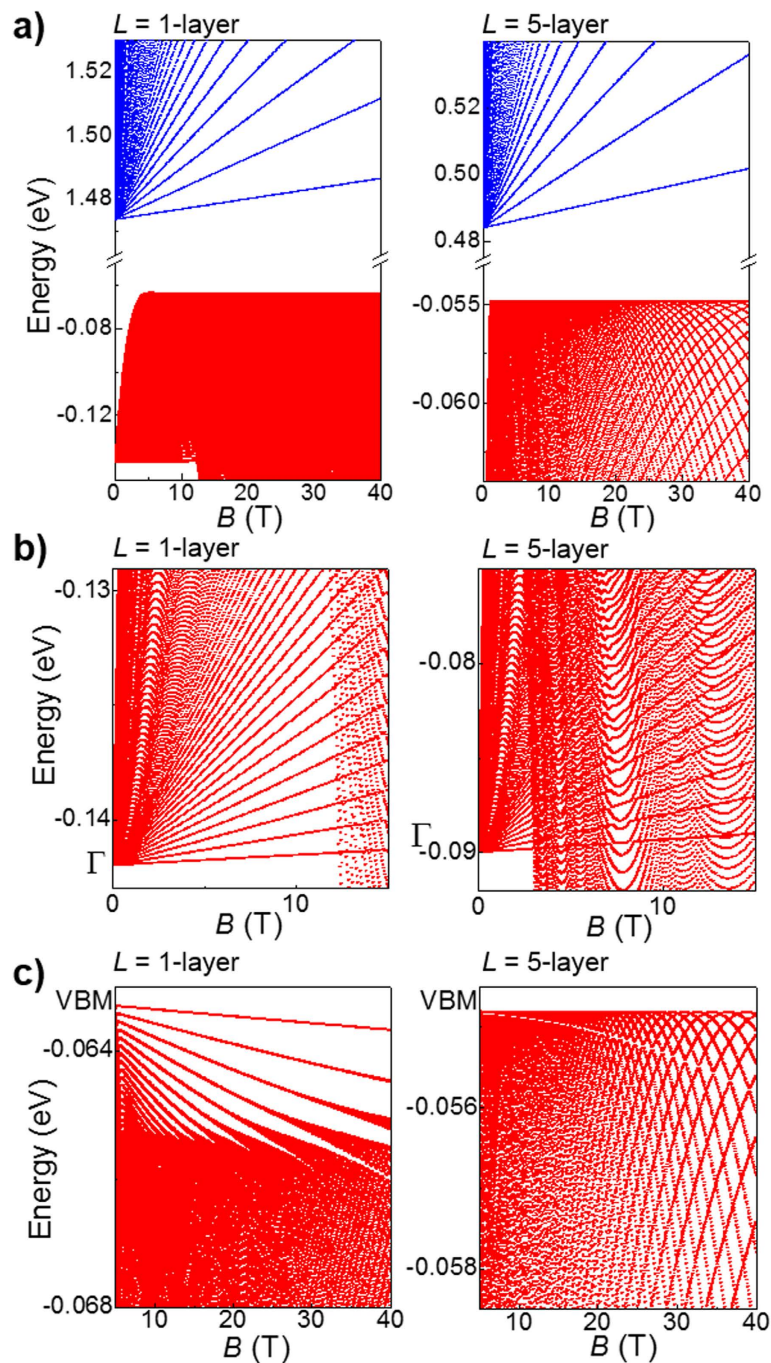 a)
L = 1-layer
L = 5-layer
Energy (eV)
1.52
1.50
1.48
-0.08
-0.12
0 10 20 30 40
B (T)
0.52
0.50
0.48
-0.055
-0.060
0 10 20 30 40
B (T)
b)
L = 1-layer
L = 5-layer
Energy (eV)
-0.13
-0.14
Γ
0 10
B (T)
-0.08
Γ
-0.09
0 10
B (T)
c)
L = 1-layer
L = 5-layer
Energy (eV)
VBM
-0.064
-0.068
10 20 30 40
B (T)
VBM
-0.056
-0.058
10 20 30 40
B (T)